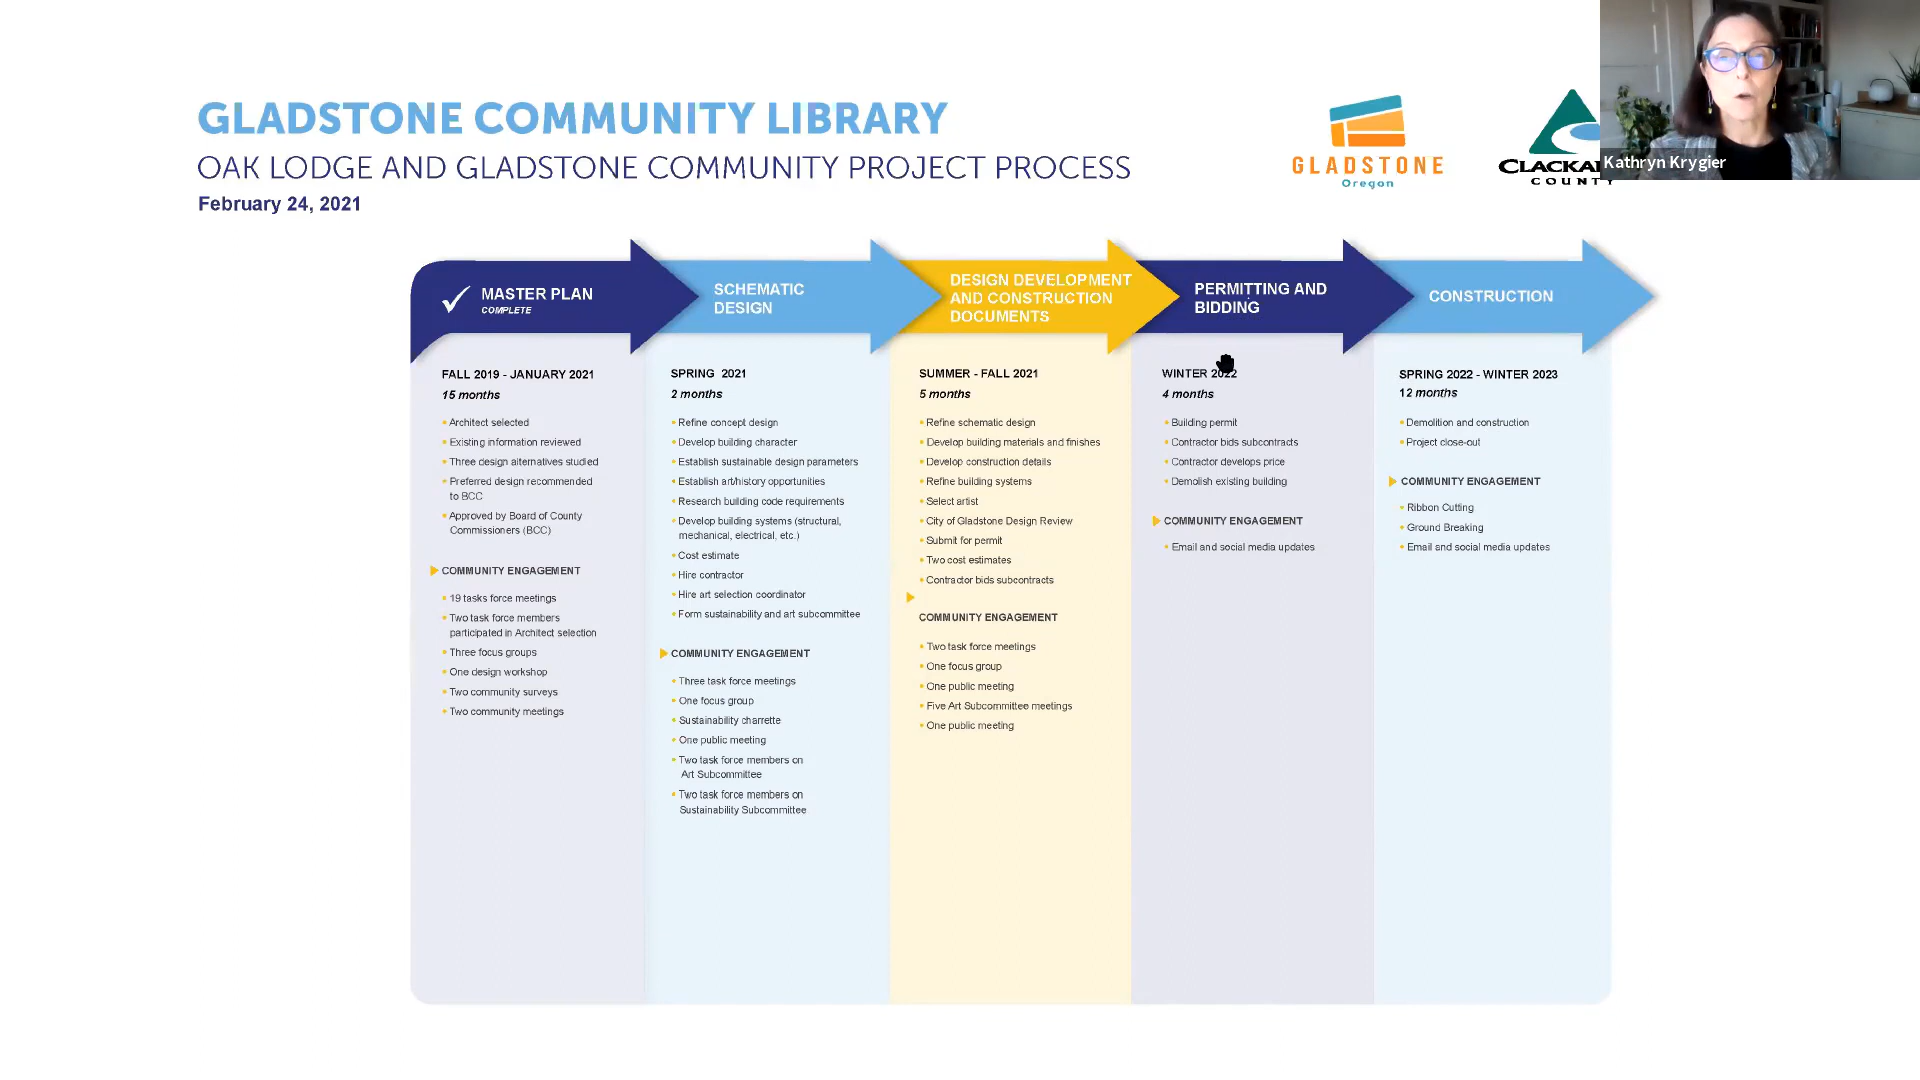 GLADSTONE COMMUNITY LIBRARY
OAK LODGE AND GLADSTONE COMMUNITY PROJECT PROCESS
February 24, 2021
GLADSTONE
Oregon
COUNTY
Kathryn Krygier
MASTER PLAN
COMPLETE
FALL 2019 - JANUARY 2021
15 months
Architect selected
Existing information reviewed
Three design alternatives studied
Preferred design recommended
to BCC
Approved by Board of County
Commissioners (BCC)
COMMUNITY ENGAGEMENT
19 tasks force meetings
Two task force members
participated in Architect selection
Three focus groups
One design workshop
Two community surveys
Two community meetings
SCHEMATIC
DESIGN
SPRING 2021
2 months
Refine concept design
Develop building character
Establish sustainable design parameters
Establish art/history opportunities
Research building code requirements
Develop building systems (structural,
mechanical, electrical, etc.)
Cost estimate
Hire contractor
Hire art selection coordinator
Form sustainability and art subcommittee
COMMUNITY ENGAGEMENT
Three task force meetings
One focus group
Sustainability charrette
One public meeting
Two task force members on
Art Subcommittee
Two task force members on
Sustainability Subcommittee
DESIGN DEVELOPMENT
AND CONSTRUCTION
DOCUMENTS
SUMMER - FALL 2021
5 months
Refine schematic design
Develop building materials and finishes
Develop construction details
Refine building systems
Select artist
City of Gladstone Design Review
Submit for permit
Two cost estimates
Contractor bids subcontracts
COMMUNITY ENGAGEMENT
Two task force meetings
One focus group
One public meeting
Five Art Subcommittee meetings
One public meeting
PERMITTING AND
BIDDING
WINTER 2022
4 months
Building permit
Contractor bids subcontracts
Contractor develops price
Demolish existing building
COMMUNITY ENGAGEMENT
Email and social media updates
CONSTRUCTION
SPRING 2022 - WINTER 2023
12 months
Demolition and construction
Project close-out
COMMUNITY ENGAGEMENT
Ribbon Cutting
Ground Breaking
Email and social media updates